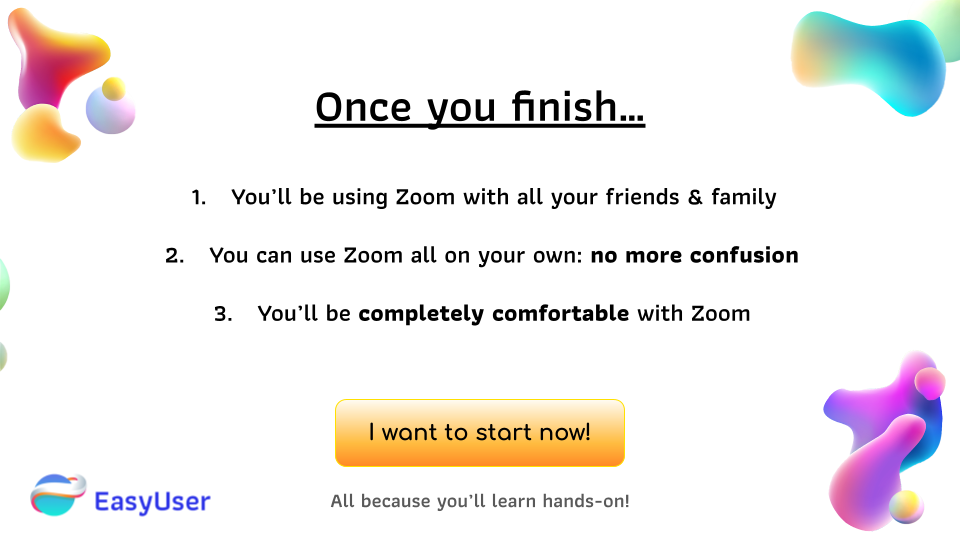 Once you finish...
1. You’ll be using Zoom with all your friends & family
2. You can use Zoom all on your own: no more confusion
3. You’ll be completely comfortable with Zoom
I want to start now!
All because you’ll learn hands-on!
EasyUser